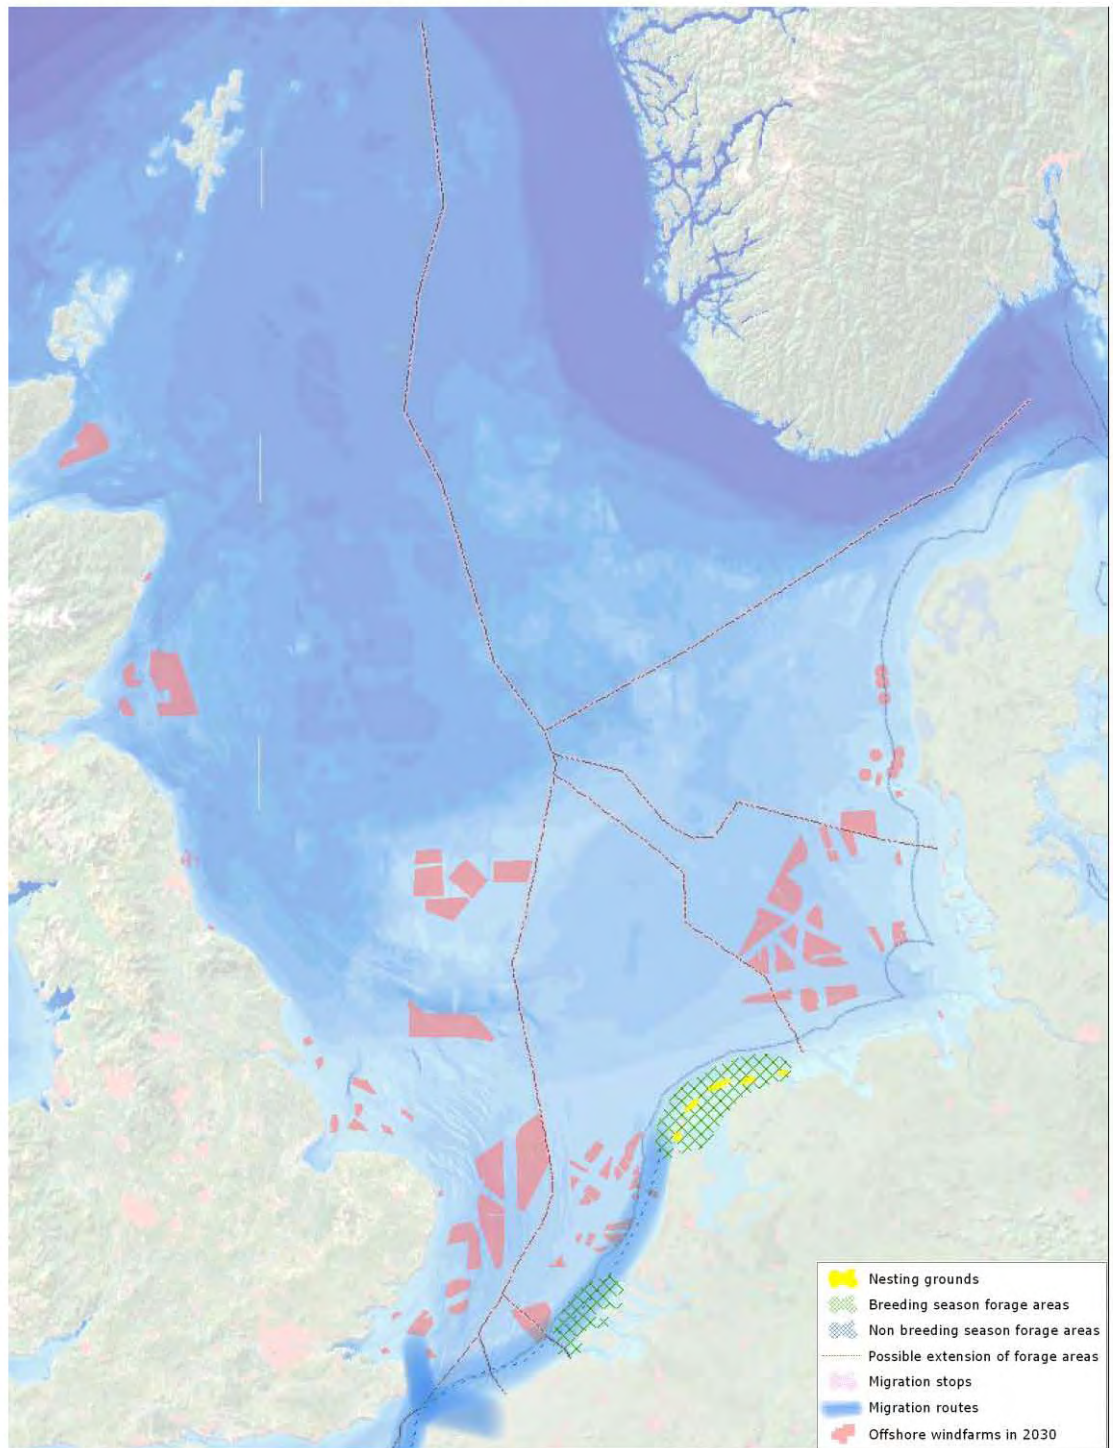 Nesting grounds
Breeding season forage areas
Non breeding season forage areas
Possible extension of forage areas
Migration stops
Migration routes
Offshore windfarms in 2030